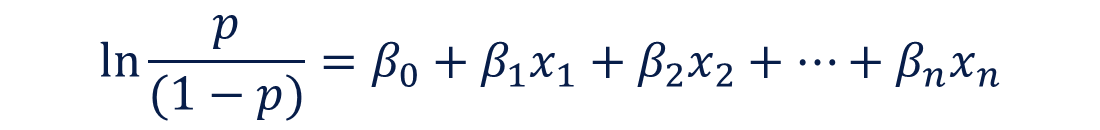 ln p/(1 − p) = β₀ + β₁x₁ + β₂x₂ + ⋯ + βₙxₙ